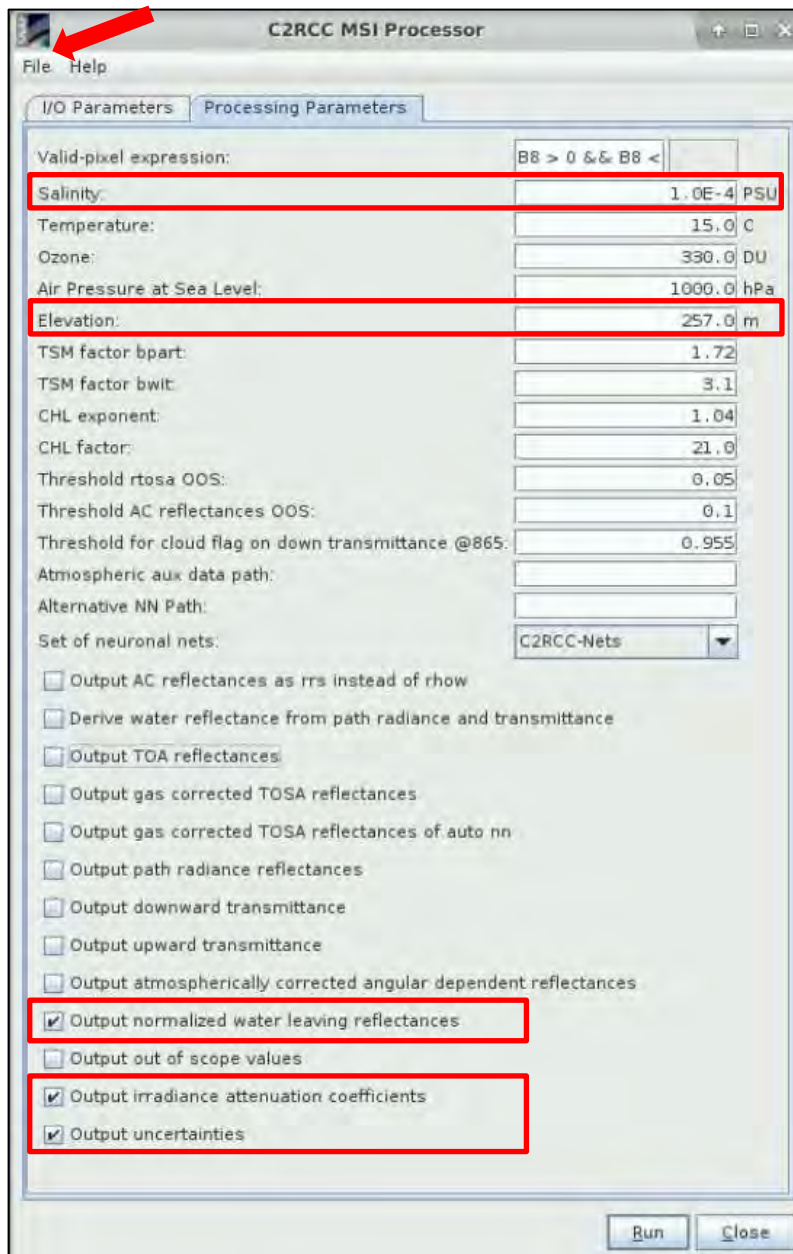 C2RCC MSI Processor
File Help
I/O Parameters Processing Parameters
Valid-pixel expression: B8 > 0 && B8 <
Salinity: 1.0E-4 PSU
Temperature: 15.0 C
Ozone: 330.0 DU
Air Pressure at Sea Level: 1000.0 hPa
Elevation: 257.0 m
TSM factor bpart: 1.72
TSM factor bwit: 3.1
CHL exponent: 1.04
CHL factor: 21.0
Threshold rtosa OOS: 0.05
Threshold AC reflectances OOS: 0.1
Threshold for cloud flag on down transmittance @865: 0.955
Atmospheric aux data path:
Alternative NN Path:
Set of neuronal nets: C2RCC-Nets
Output AC reflectances as rrs instead of rhow
Derive water reflectance from path radiance and transmittance
Output TOA reflectances
Output gas corrected TOSA reflectances
Output gas corrected TOSA reflectances of auto nn
Output path radiance reflectances
Output downward transmittance
Output upward transmittance
Output atmospherically corrected angular dependent reflectances
Output normalized water leaving reflectances
Output out of scope values
Output irradiance attenuation coefficients
Output uncertainties
Run Close